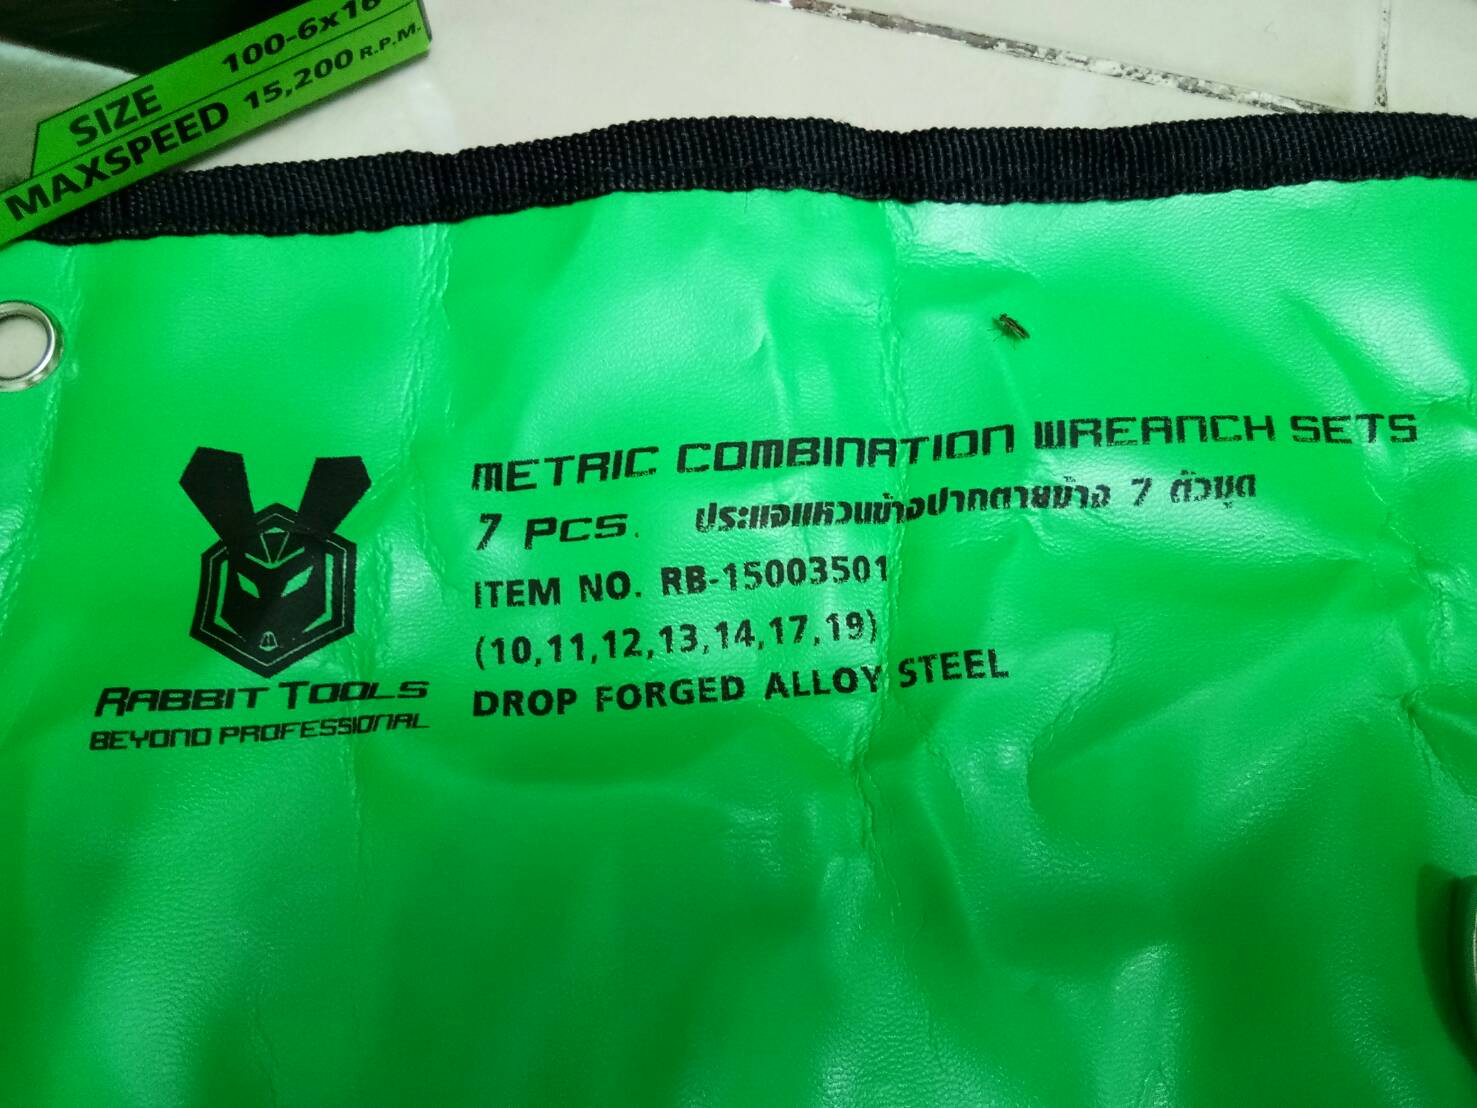 SIZE 100-6x16
MAXSPEED 15,200 R.P.M.
METRIC COMBINATION WREANCH SETS
7 PCS. ประแจแหวนข้างปากตายข้าง 7 ตัวชุด
ITEM NO. RB-15003501
(10,11,12,13,14,17,19)
DROP FORGED ALLOY STEEL
RABBIT TOOLS
BEYOND PROFESSIONAL